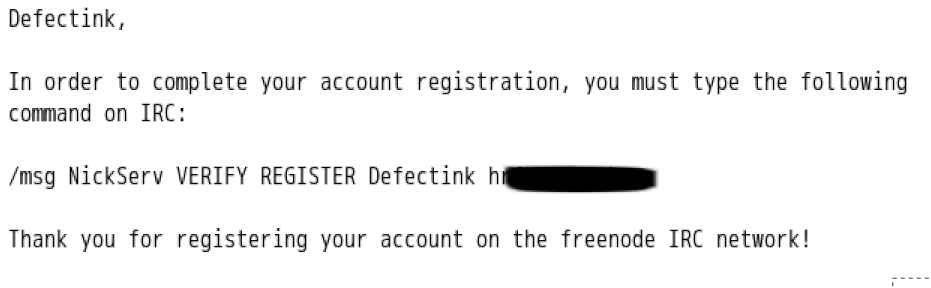 Defectink,
In order to complete your account registration, you must type the following
command on IRC:
/msg NickServ VERIFY REGISTER Defectink
Thank you for registering your account on the freenode IRC network!